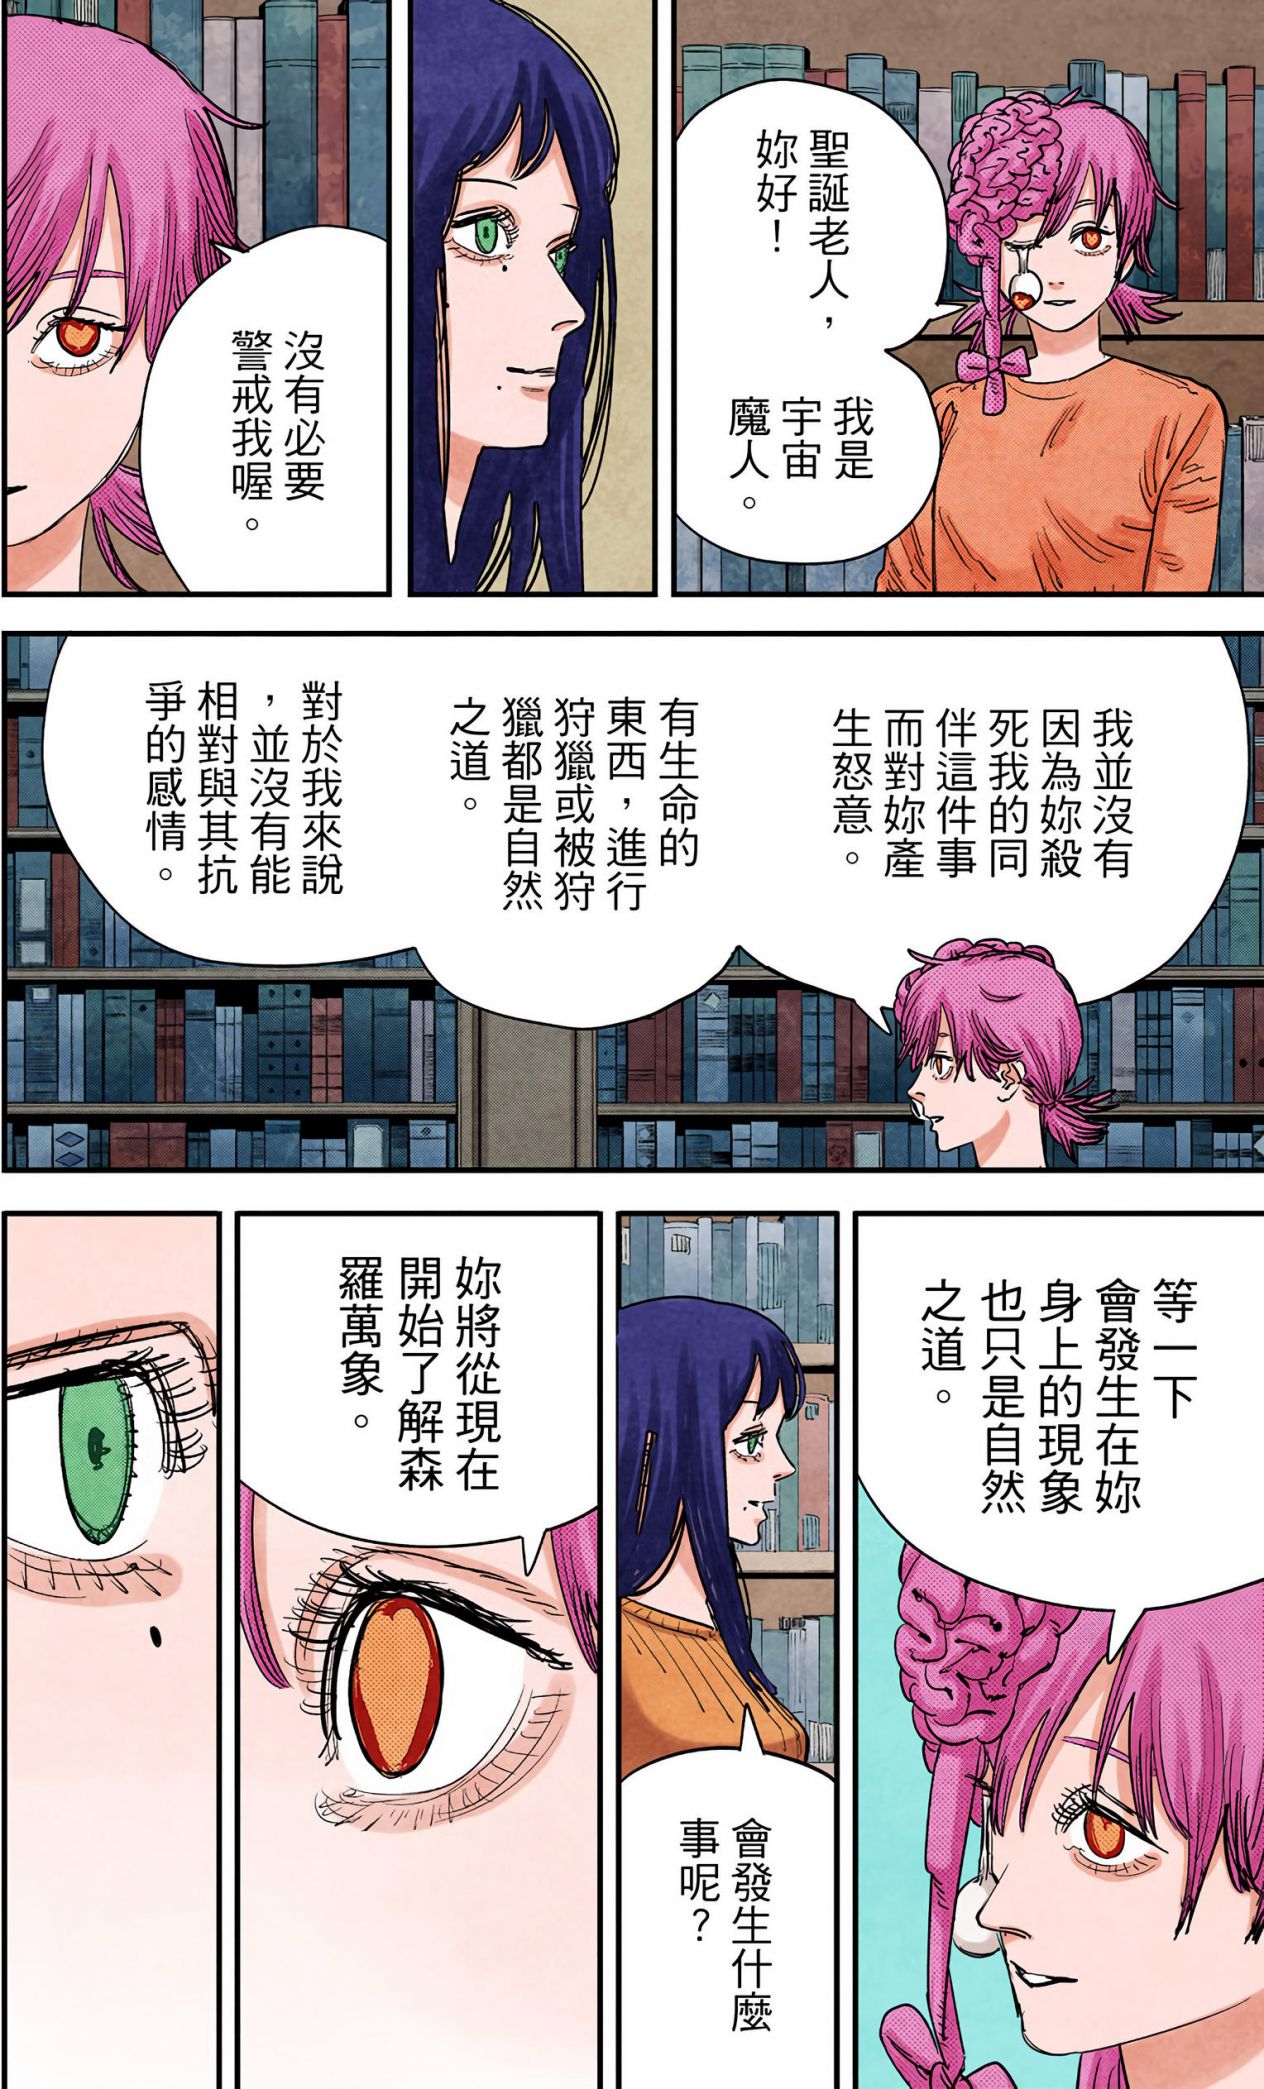 聖誕老人，
妳好！
我是
宇宙
魔人。
沒有必要
警戒我喔。
我並沒有
因為妳殺
死我的同
伴這件事
而對妳產
生怒意。
有生命的
東西，進行
狩獵或被狩
獵都是自然
之道。
對於我來說
，並沒有能
相對與其抗
爭的感情。
等一下
會發生在妳
身上的現象
也只是自然
之道。
會發生什麼
事呢？
妳將從現在
開始了解森
羅萬象。